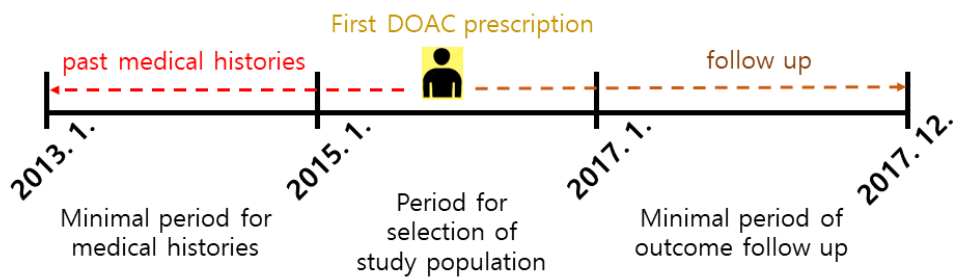 First DOAC prescription
past medical histories
follow up
2013. 1.
2015. 1.
2017. 1.
2017. 12.
Minimal period for
medical histories
Period for
selection of
study population
Minimal period of
outcome follow up